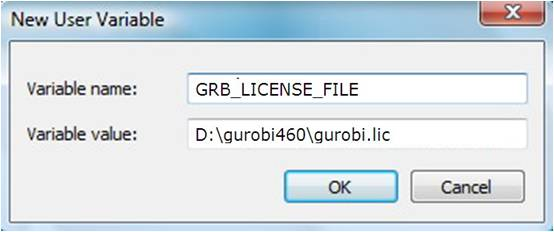 New User Variable
Variable name: GRB_LICENSE_FILE
Variable value: D:\gurobi460\gurobi.lic
OK Cancel